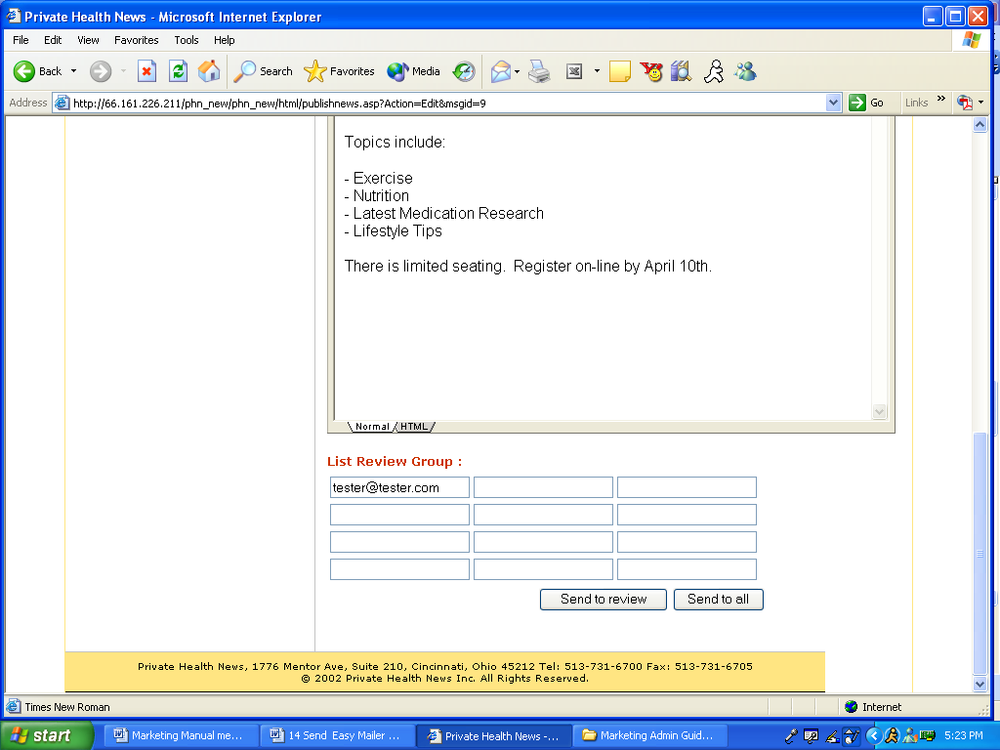 Private Health News - Microsoft Internet Explorer
File Edit View Favorites Tools Help
Back Search Favorites Media
Address http://66.161.226.211/phn_new/phn_new/html/publishnews.asp?Action=Edit&msgid=9 Go Links »
Topics include:
- Exercise
- Nutrition
- Latest Medication Research
- Lifestyle Tips
There is limited seating. Register on-line by April 10th.
Normal HTML
List Review Group :
tester@tester.com
Send to review Send to all
Private Health News, 1776 Mentor Ave, Suite 210, Cincinnati, Ohio 45212 Tel: 513-731-6700 Fax: 513-731-6705
© 2002 Private Health News Inc. All Rights Reserved.
Times New Roman Internet
start Marketing Manual me... 14 Send Easy Mailer ... Private Health News -... Marketing Admin Guid... 5:23 PM